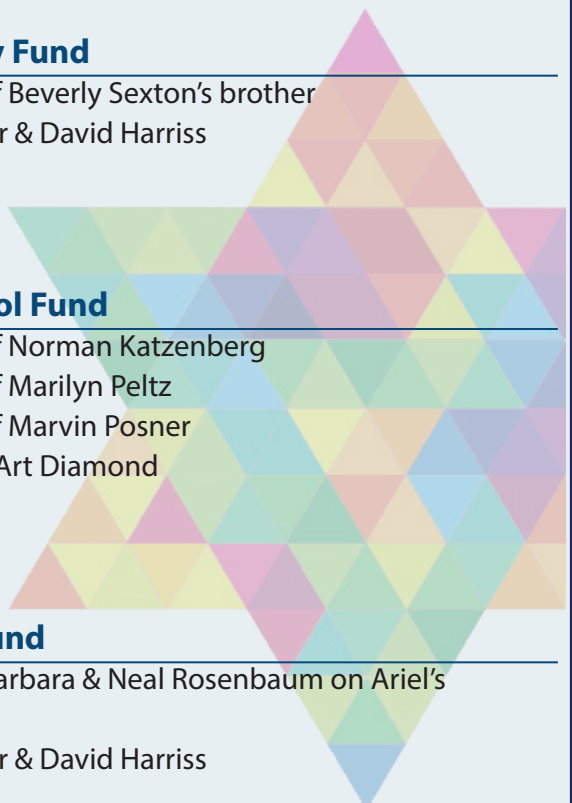 y Fund
f Beverly Sexton’s brother
r & David Harriss
ol Fund
f Norman Katzenberg
f Marilyn Peltz
f Marvin Posner
Art Diamond
und
arbara & Neal Rosenbaum on Ariel’s
r & David Harriss